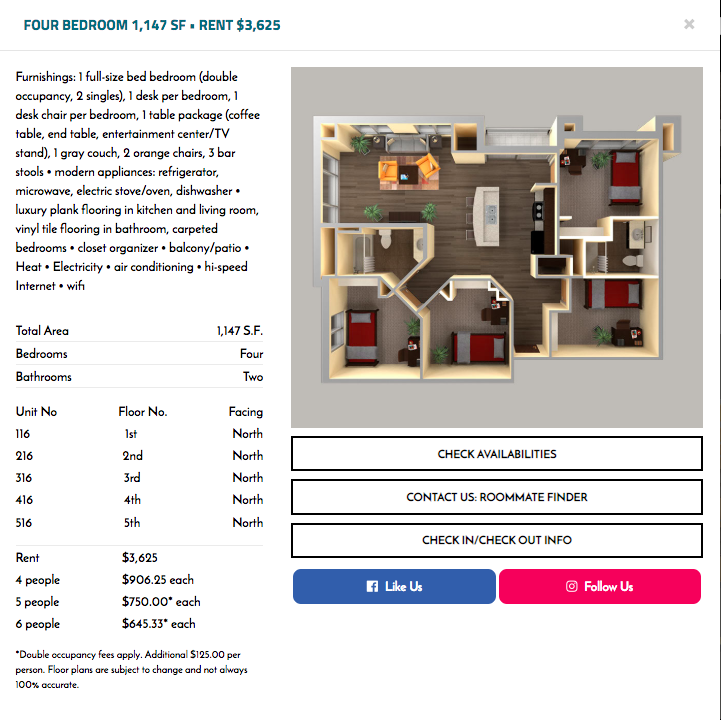 FOUR BEDROOM 1,147 SF • RENT $3,625
×
Furnishings: 1 full-size bed bedroom (double
occupancy, 2 singles), 1 desk per bedroom, 1
desk chair per bedroom, 1 table package (coffee
table, end table, entertainment center/TV
stand), 1 gray couch, 2 orange chairs, 3 bar
stools • modern appliances: refrigerator,
microwave, electric stove/oven, dishwasher •
luxury plank flooring in kitchen and living room,
vinyl tile flooring in bathroom, carpeted
bedrooms • closet organizer • balcony/patio •
Heat • Electricity • air conditioning • hi-speed
Internet • wifi
Total Area 1,147 S.F.
Bedrooms Four
Bathrooms Two
Unit No Floor No. Facing
116 1st North
216 2nd North
316 3rd North
416 4th North
516 5th North
Rent $3,625
4 people $906.25 each
5 people $750.00* each
6 people $645.33* each
*Double occupancy fees apply. Additional $125.00 per
person. Floor plans are subject to change and not always
100% accurate.
CHECK AVAILABILITIES
CONTACT US: ROOMMATE FINDER
CHECK IN/CHECK OUT INFO
Like Us
Follow Us